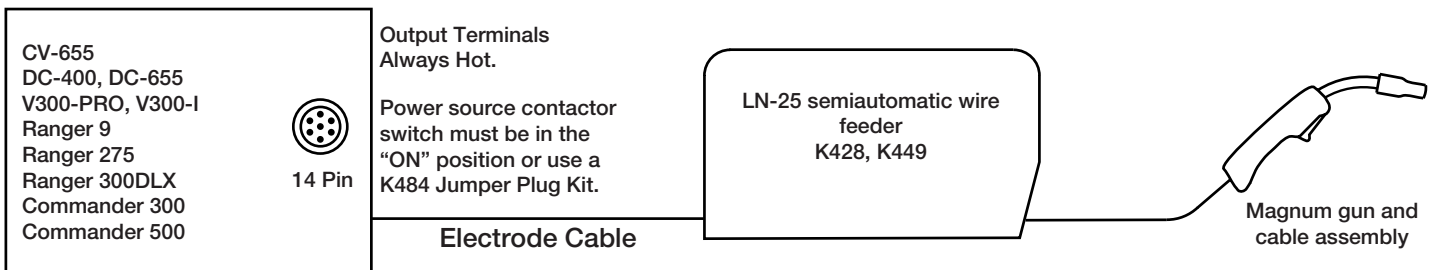 CV-655
DC-400, DC-655
V300-PRO, V300-I
Ranger 9
Ranger 275
Ranger 300DLX
Commander 300
Commander 500
14 Pin
Output Terminals
Always Hot.
Power source contactor
switch must be in the
“ON” position or use a
K484 Jumper Plug Kit.
Electrode Cable
LN-25 semiautomatic wire
feeder
K428, K449
Magnum gun and
cable assembly